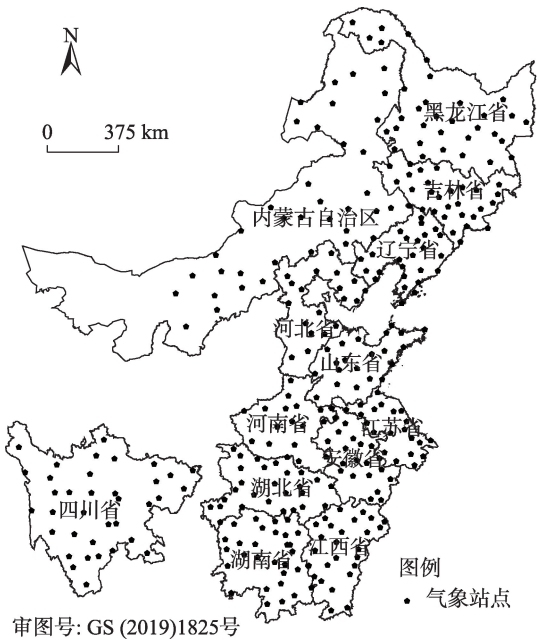 N
0 375 km
黑龙江省
吉林省
内蒙古自治区
辽宁省
河北省
山东省
河南省
江苏省
安徽省
湖北省
四川省
湖南省
江西省
图例
气象站点
审图号: GS (2019)1825号